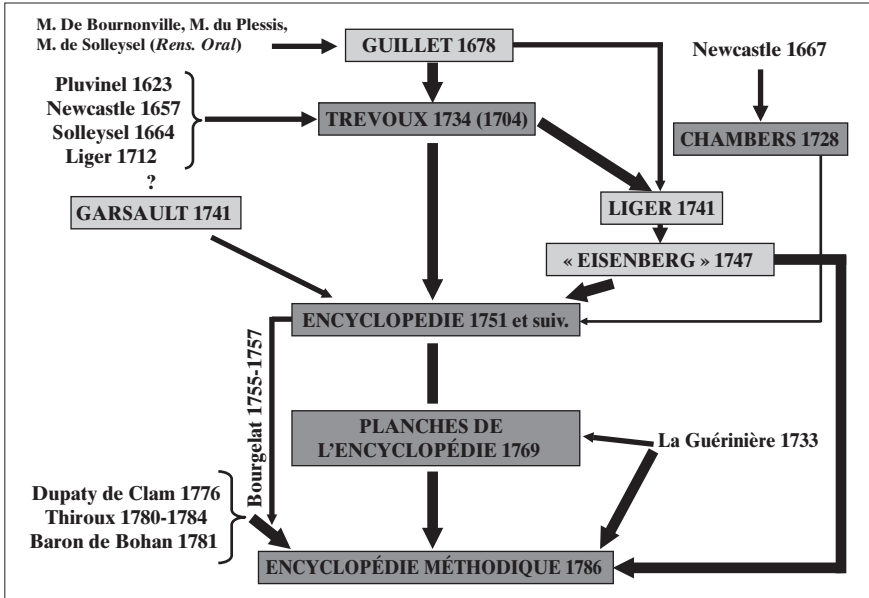 M. De Bournonville, M. du Plessis,
M. de Solleysel (Rens. Oral)
GUILLET 1678
Newcastle 1667
Pluvinel 1623
Newcastle 1657
Solleysel 1664
Liger 1712
?
TREVOUX 1734 (1704)
CHAMBERS 1728
GARSAULT 1741
LIGER 1741
« EISENBERG » 1747
ENCYCLOPEDIE 1751 et suiv.
Bourgelat 1755-1757
PLANCHES DE
L'ENCYCLOPÉDIE 1769
La Guérinière 1733
Dupaty de Clam 1776
Thiroux 1780-1784
Baron de Bohan 1781
ENCYCLOPÉDIE MÉTHODIQUE 1786